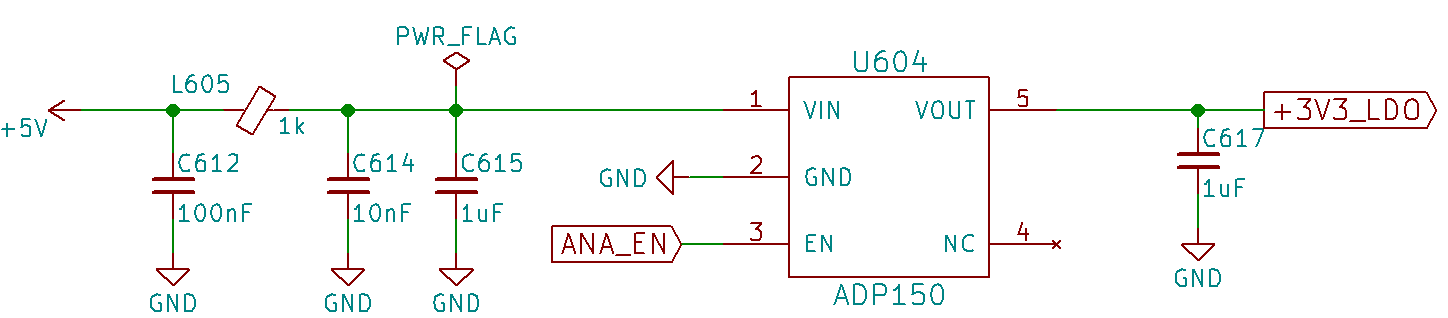 PWR_FLAG
U604
L605
+5V
1k
1
VIN
VOUT
5
+3V3_LDO
C612
100nF
C614
10nF
C615
1uF
GND
2
GND
C617
1uF
ANA_EN
3
EN
NC
4
GND
GND
GND
GND
ADP150